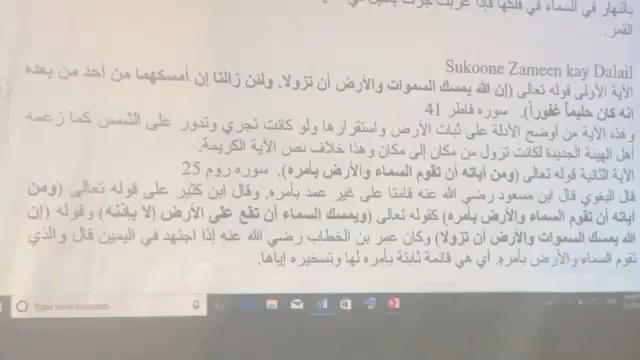 بالنهار في السماء في فلكها فإذا غربت جرت
القمر.
Sukoone Zameen kay Dalail
الآية الأولى قوله تعالى (إن الله يمسك السموات والأرض أن تزولا، ولئن زالتا إن أمسكهما من أحد من بعده
انه كان حليماً غفوراً). سوره فاطر 41
وهذه الآية من أوضح الأدلة على ثبات الأرض واستقرارها ولو كانت تجري وتدور على الشمس كما زعمه
أهل الهيئة الجديدة لكانت تزول من مكان إلى مكان وهذا خلاف نص الآية الكريمة.
الآية الثانية قوله تعالى (ومن آياته أن تقوم السماء والأرض بأمره). سوره روم 25
قال البغوي قال ابن مسعود رضي الله عنه قامتا على غير عمد بأمره. وقال ابن كثير على قوله تعالى (ومن
آياته أن تقوم السماء والأرض بأمره) كقوله تعالى (ويمسك السماء أن تقع على الأرض إلا بإذنه) وقوله (إن
الله يمسك السموات والأرض أن تزولا) وكان عمر بن الخطاب رضي الله عنه إذا اجتهد في اليمين قال والذي
تقوم السماء والأرض بأمره. أي هي قائمة ثابتة بأمره لها وتسخيره إياها.